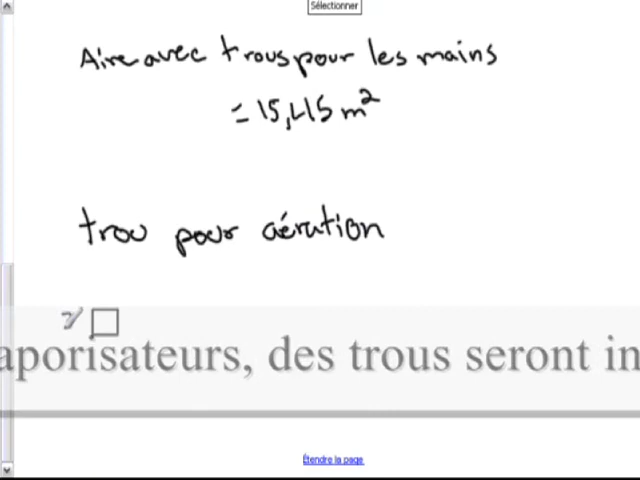 Sélectionner
Aire avec trous pour les mains
= 15,415 m²
trou pour aération
aporisateurs, des trous seront in
Étendre la page